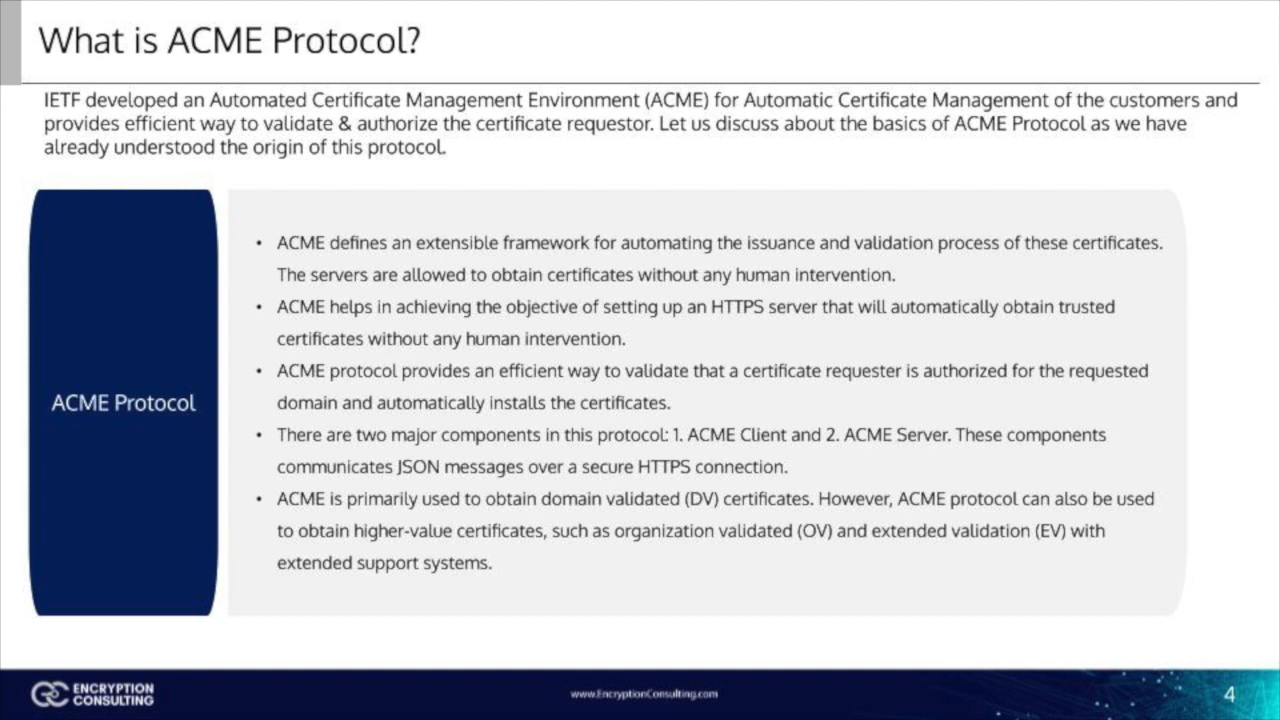 What is ACME Protocol?
IETF developed an Automated Certificate Management Environment (ACME) for Automatic Certificate Management of the customers and
provides efficient way to validate & authorize the certificate requestor. Let us discuss about the basics of ACME Protocol as we have
already understood the origin of this protocol.
ACME Protocol
• ACME defines an extensible framework for automating the issuance and validation process of these certificates.
The servers are allowed to obtain certificates without any human intervention.
• ACME helps in achieving the objective of setting up an HTTPS server that will automatically obtain trusted
certificates without any human intervention.
• ACME protocol provides an efficient way to validate that a certificate requester is authorized for the requested
domain and automatically installs the certificates.
• There are two major components in this protocol: 1. ACME Client and 2. ACME Server. These components
communicates JSON messages over a secure HTTPS connection.
• ACME is primarily used to obtain domain validated (DV) certificates. However, ACME protocol can also be used
to obtain higher-value certificates, such as organization validated (OV) and extended validation (EV) with
extended support systems.
ENCRYPTION
CONSULTING
www.EncryptionConsulting.com
4